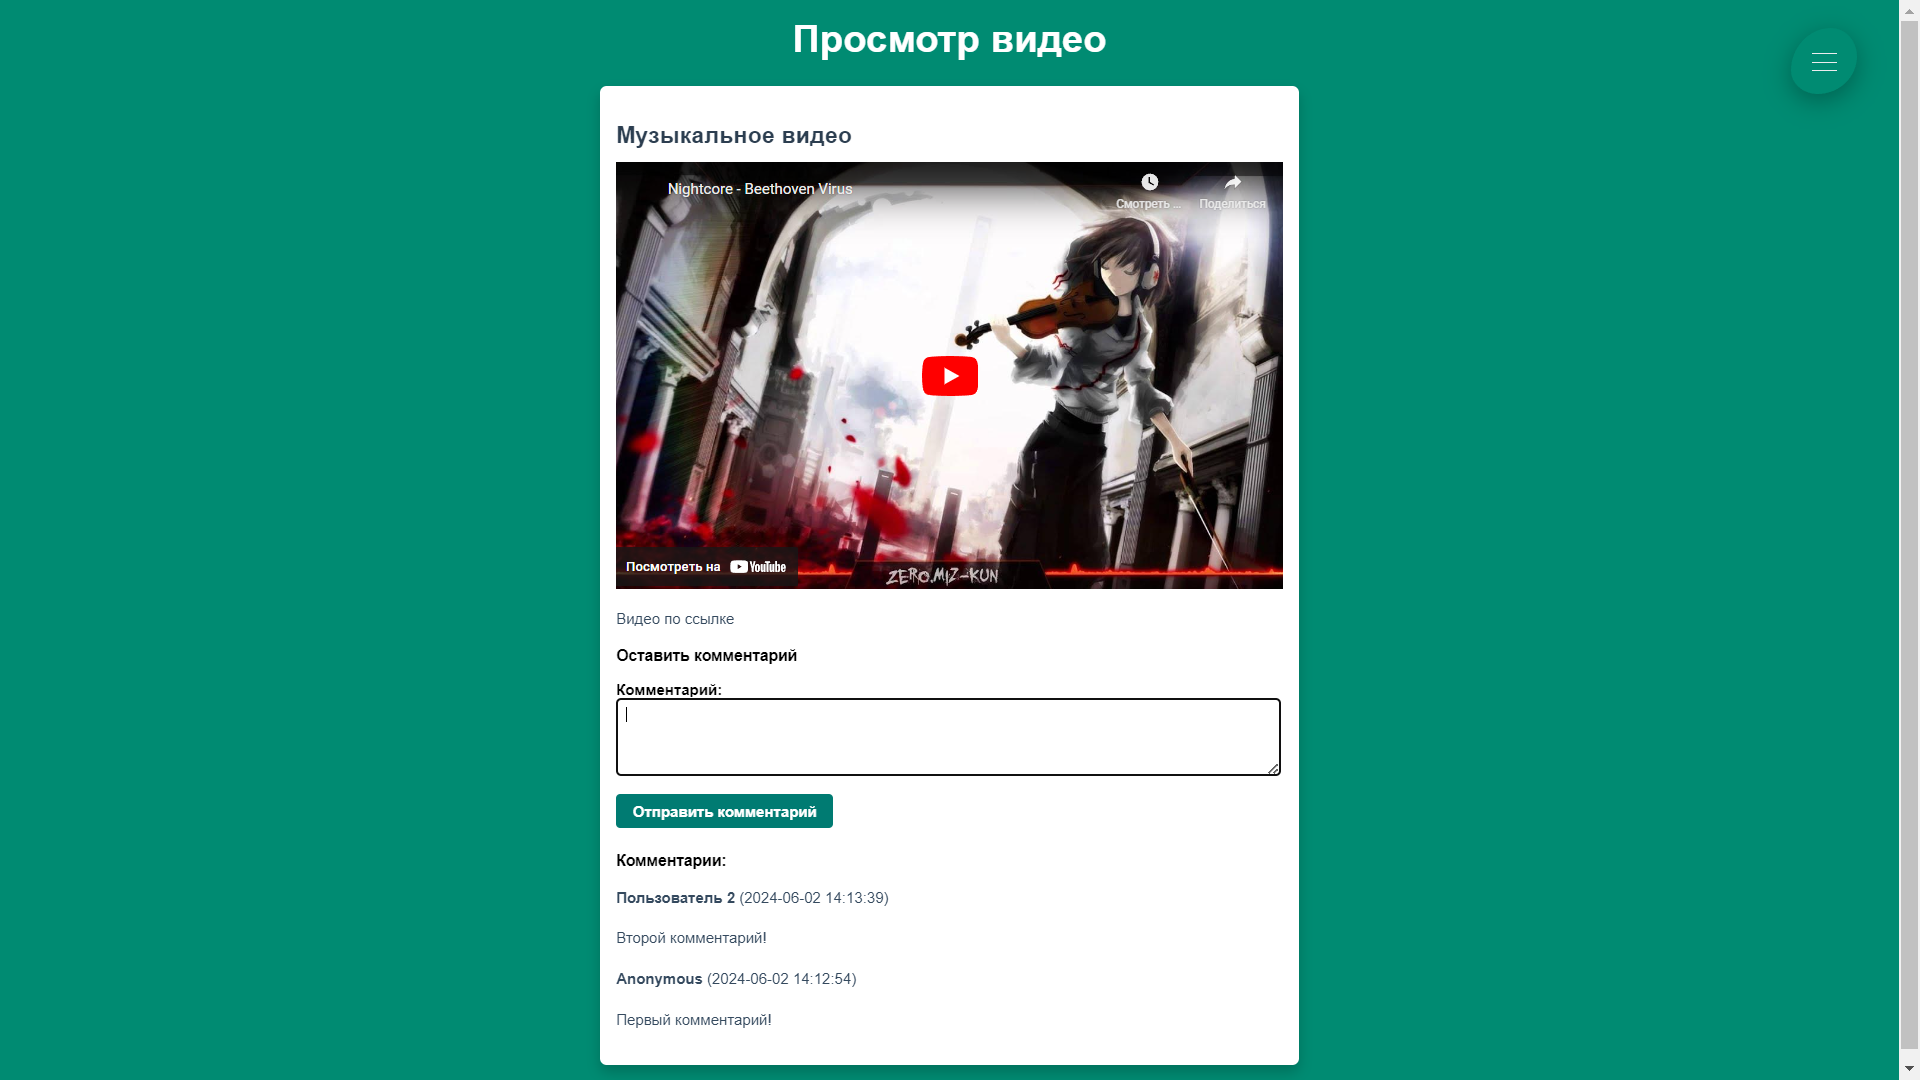 Просмотр видео
Музыкальное видео
Nightcore - Beethoven Virus
Смотреть ...
Поделиться
Посмотреть на YouTube
ZERO.MIZ-KUN
Видео по ссылке
Оставить комментарий
Комментарий:
Отправить комментарий
Комментарии:
Пользователь 2 (2024-06-02 14:13:39)
Второй комментарий!
Anonymous (2024-06-02 14:12:54)
Первый комментарий!